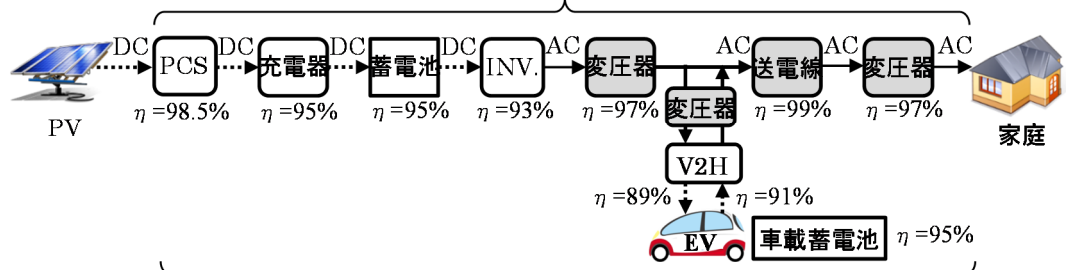 DC DC DC DC AC AC AC AC
PCS 充電器 蓄電池 INV. 変圧器 送電線 変圧器
η=98.5% η=95% η=95% η=93% η=97% η=99% η=97%
PV
変圧器
家庭
V2H
η=89% η=91%
EV 車載蓄電池 η=95%